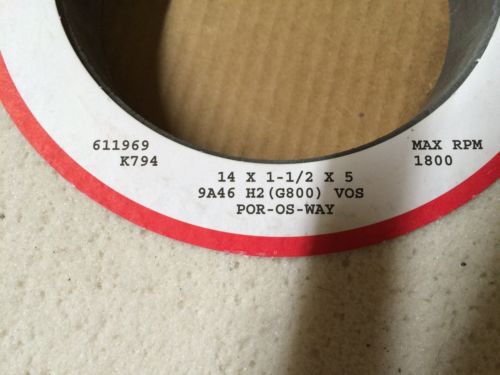 611969
K794
14 X 1-1/2 X 5
9A46 H2(G800) VOS
POR-OS-WAY
MAX RPM
1800